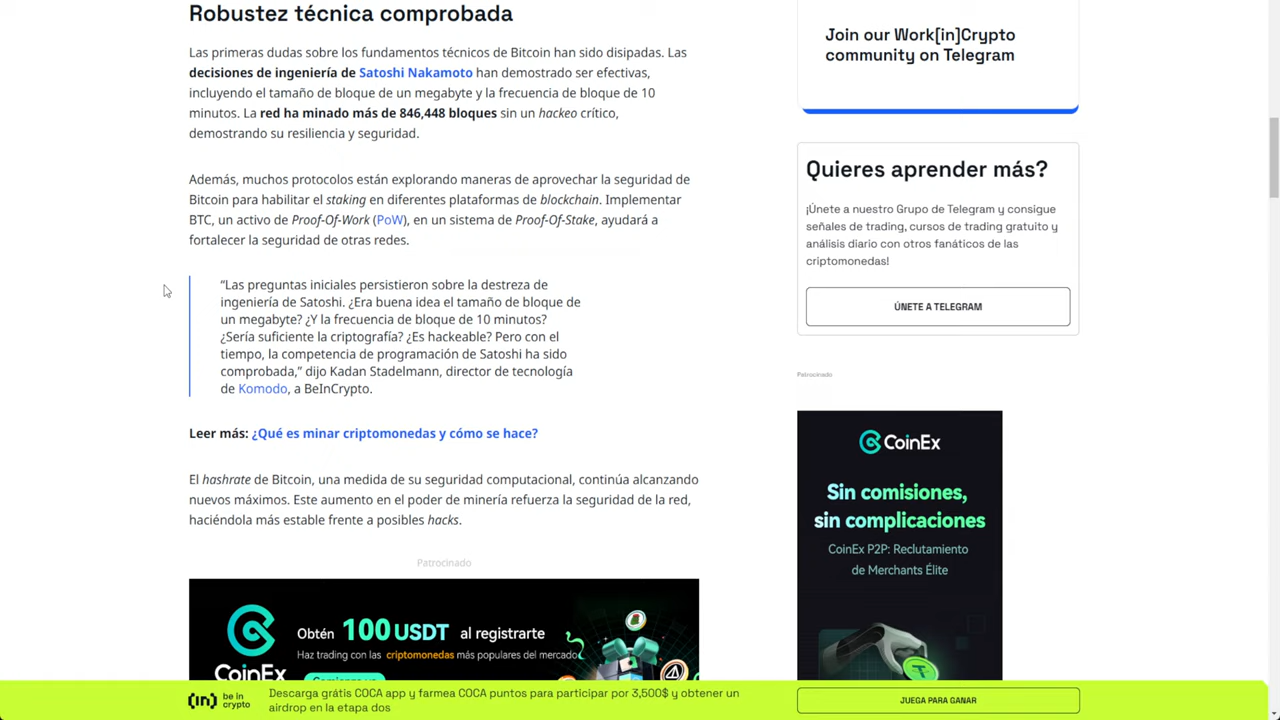 Robustez técnica comprobada
Las primeras dudas sobre los fundamentos técnicos de Bitcoin han sido disipadas. Las
decisiones de ingeniería de Satoshi Nakamoto han demostrado ser efectivas,
incluyendo el tamaño de bloque de un megabyte y la frecuencia de bloque de 10
minutos. La red ha minado más de 846,448 bloques sin un hackeo crítico,
demostrando su resiliencia y seguridad.
Además, muchos protocolos están explorando maneras de aprovechar la seguridad de
Bitcoin para habilitar el staking en diferentes plataformas de blockchain. Implementar
BTC, un activo de Proof-Of-Work (PoW), en un sistema de Proof-Of-Stake, ayudará a
fortalecer la seguridad de otras redes.
“Las preguntas iniciales persistieron sobre la destreza de
ingeniería de Satoshi. ¿Era buena idea el tamaño de bloque de
un megabyte? ¿Y la frecuencia de bloque de 10 minutos?
¿Sería suficiente la criptografía? ¿Es hackeable? Pero con el
tiempo, la competencia de programación de Satoshi ha sido
comprobada,” dijo Kadan Stadelmann, director de tecnología
de Komodo, a BeInCrypto.
Leer más: ¿Qué es minar criptomonedas y cómo se hace?
El hashrate de Bitcoin, una medida de su seguridad computacional, continúa alcanzando
nuevos máximos. Este aumento en el poder de minería refuerza la seguridad de la red,
haciéndola más estable frente a posibles hacks.
Patrocinado
Obtén 100 USDT al registrarte
Haz trading con las criptomonedas más populares del mercado
CoinEx
Join our Work[in]Crypto
community on Telegram
Quieres aprender más?
¡Únete a nuestro Grupo de Telegram y consigue
señales de trading, cursos de trading gratuito y
análisis diario con otros fanáticos de las
criptomonedas!
ÚNETE A TELEGRAM
Patrocinado
CoinEx
Sin comisiones,
sin complicaciones
CoinEx P2P: Reclutamiento
de Merchants Élite
(in) be in
crypto
Descarga grátis COCA app y farmea COCA puntos para participar por 3,500$ y obtener un
airdrop en la etapa dos
JUEGA PARA GANAR